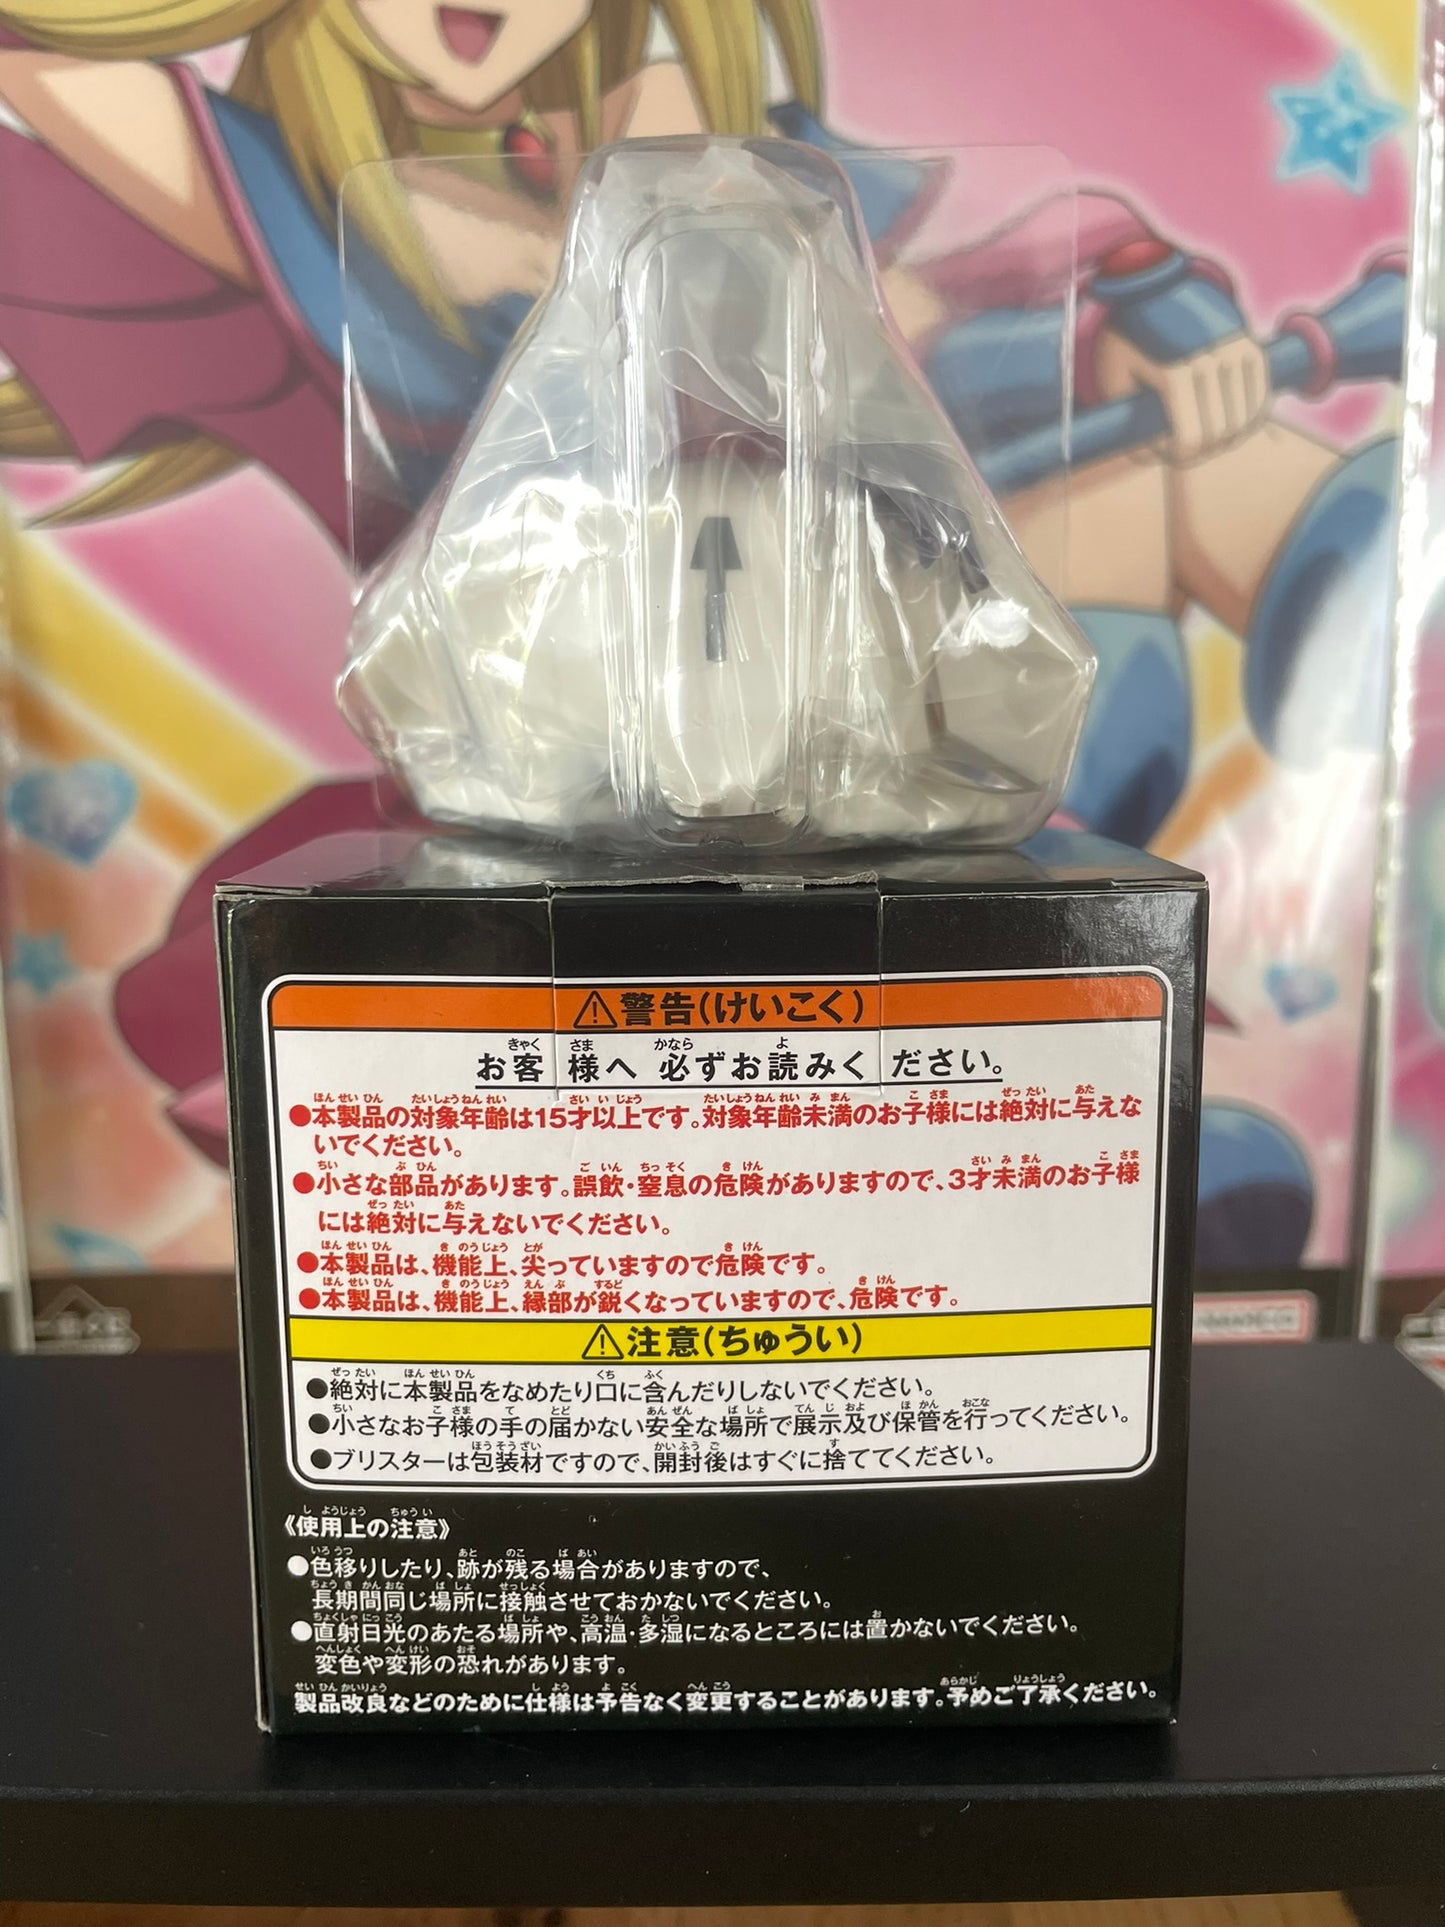 ⚠警告(けいこく)
お客様へ 必ずお読みください。
●本製品の対象年齢は15才以上です。対象年齢未満のお子様には絶対に与えな
いでください。
●小さな部品があります。誤飲・窒息の危険がありますので、3才未満のお子様
には絶対に与えないでください。
●本製品は、機能上、尖っていますので危険です。
●本製品は、機能上、縁部が鋭くなっていますので、危険です。
⚠注意(ちゅうい)
●絶対に本製品をなめたり口に含んだりしないでください。
●小さなお子様の手の届かない安全な場所で展示及び保管を行ってください。
●ブリスターは包装材ですので、開封後はすぐに捨ててください。
《使用上の注意》
●色移りしたり、跡が残る場合がありますので、
長期間同じ場所に接触させておかないでください。
●直射日光のあたる場所や、高温・多湿になるところには置かないでください。
変色や変形の恐れがあります。
製品改良などのために仕様は予告なく変更することがあります。予めご了承ください。